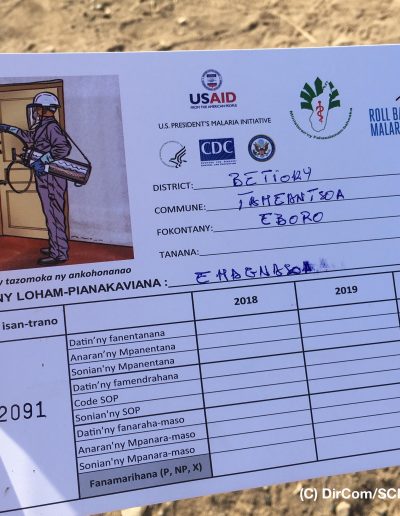 USAID
FROM THE AMERICAN PEOPLE
ROLL BA
MALAR
U.S. PRESIDENT'S MALARIA INITIATIVE
CDC
DISTRICT: BETIOKY
COMMUNE:
FOKONTANY: EBORO
TANANA:
y tazomoka ny ankohonanao
NY LOHAM-PIANAKAVIANA :
isan-trano
2018
2019
2091
Datin'ny fanentanana
Anaran'ny Mpanentana
Sonian'ny Mpanentana
Datin'ny famendrahana
Code SOP
Sonian'ny SOP
Datin'ny fanaraha-maso
Anaran'ny Mpanara-maso
Sonian'ny Mpanara-maso
Fanamarihana (P, NP, X)
(C) DirCom/SC